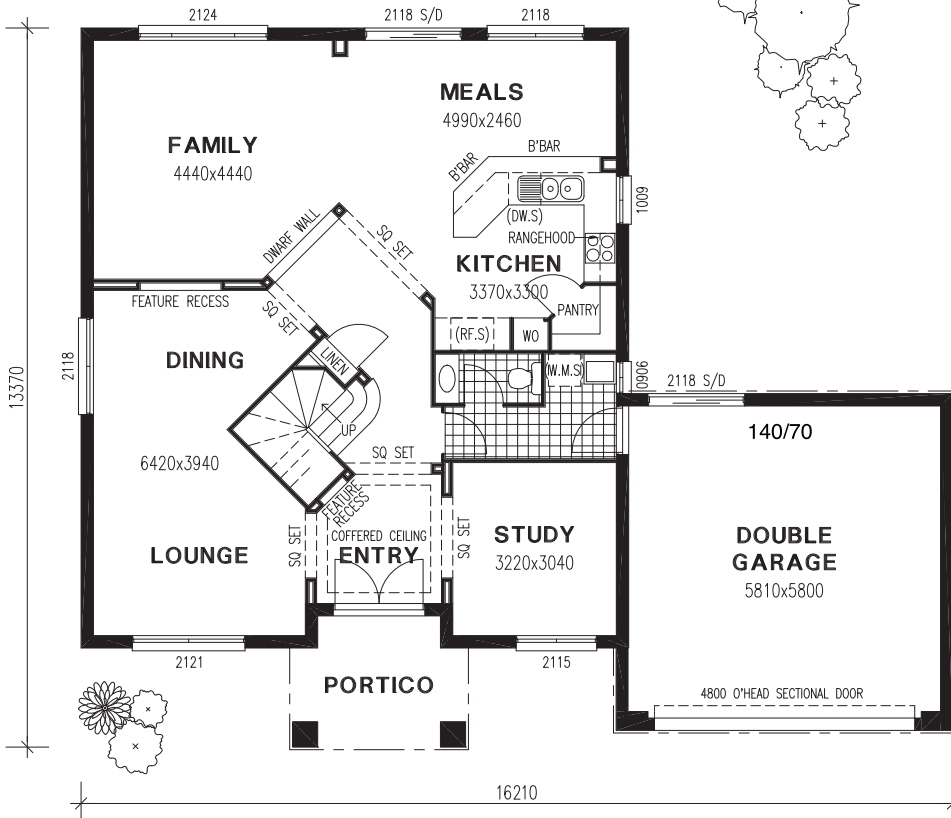 2124
2118 S/D
2118
MEALS
4990x2460
FAMILY
4440x4440
B'BAR
B'BAR
1009
(DW.S)
DWARF WALL
SQ SET
RANGEHOOD
KITCHEN
3370x3300
PANTRY
FEATURE RECESS
SQ SET
(RF.S)
WO
13370
2118
DINING
LINEN
(W.M.S)
0906
2118 S/D
UP
140/70
6420x3940
SQ SET
FEATURE
RECESS
SQ SET
COFFERED CEILING
ENTRY
SQ SET
STUDY
3220x3040
DOUBLE
GARAGE
5810x5800
LOUNGE
2121
2115
PORTICO
4800 O'HEAD SECTIONAL DOOR
16210